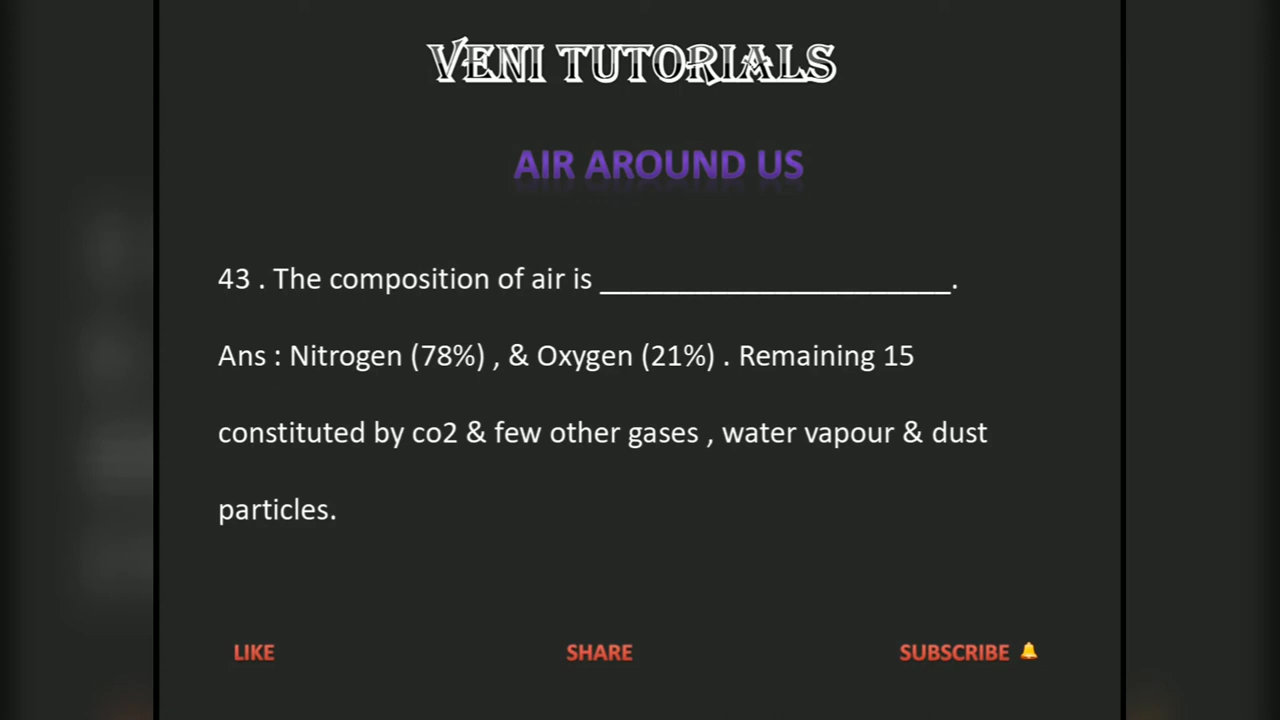 VENI TUTORIALS
AIR AROUND US
43 . The composition of air is ______________________.
Ans : Nitrogen (78%) , & Oxygen (21%) . Remaining 15
constituted by co2 & few other gases , water vapour & dust
particles.
LIKE SHARE SUBSCRIBE 🔔